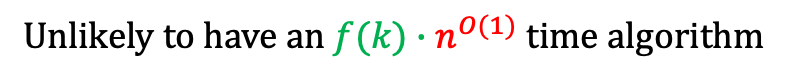 Unlikely to have an f(k) · n^{O(1)} time algorithm